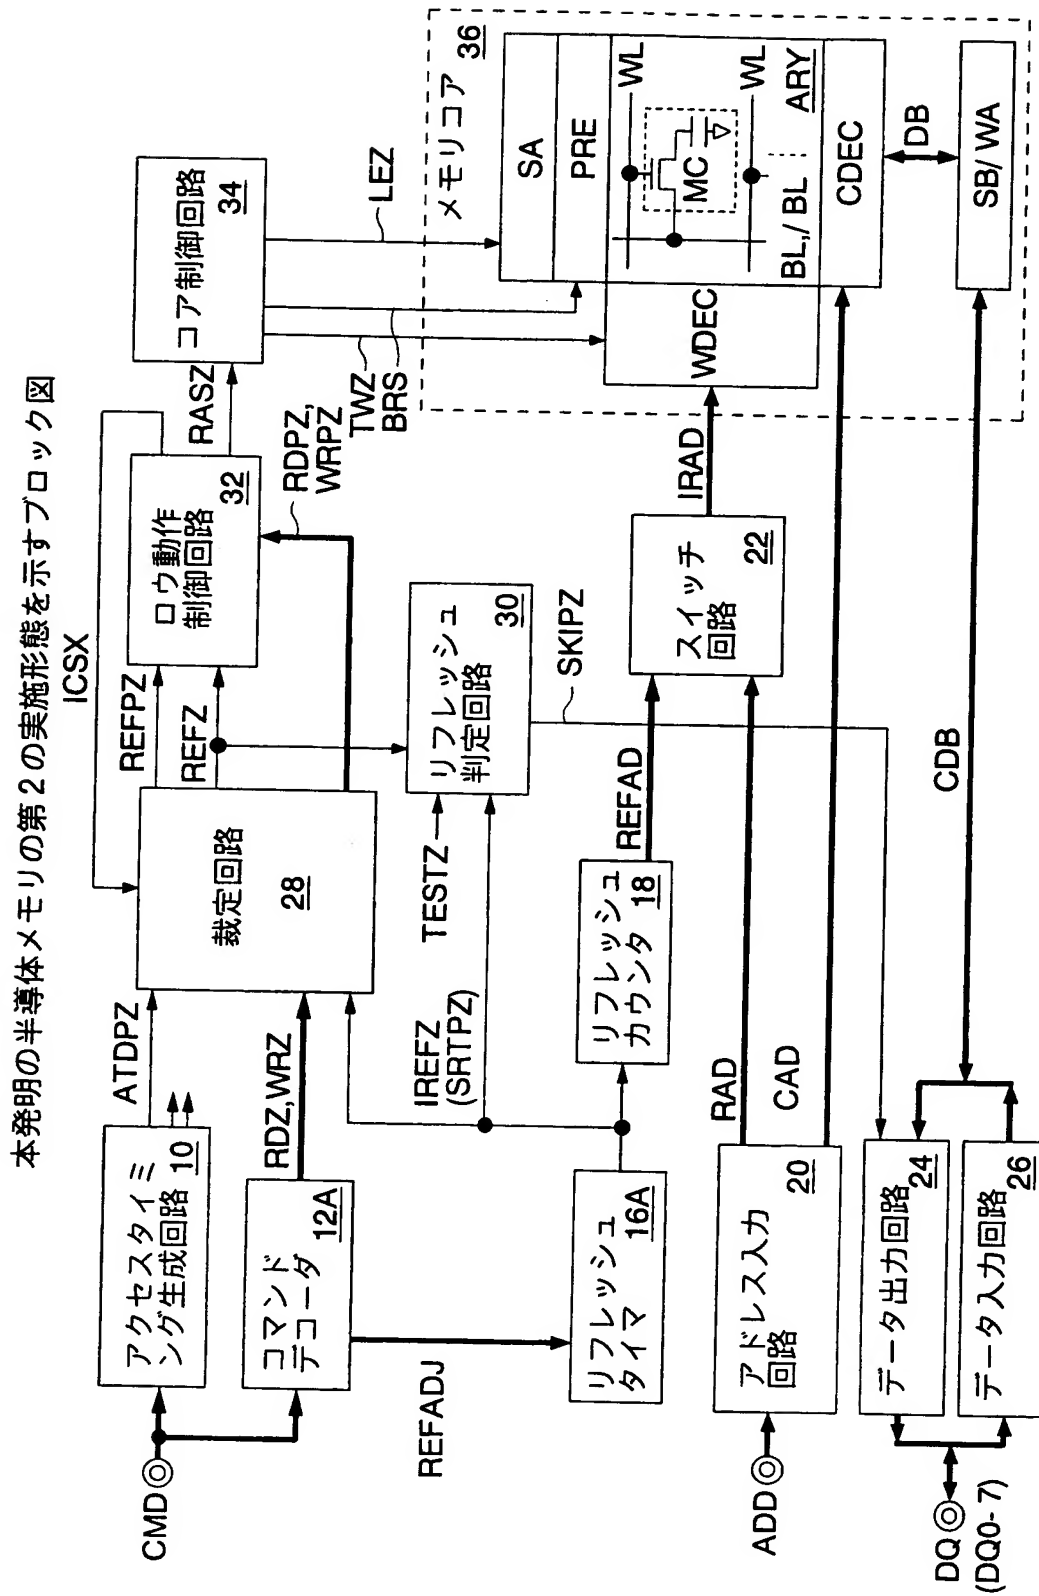 本発明の半導体メモリの第２の実施形態を示すブロック図
CMD
アクセスタイミ
ング生成回路
10
ATDPZ
コマンド
デコーダ
12A
RDZ,WRZ
REFADJ
リフレッシュ
タイマ
16A
IREFZ
(SRTPZ)
裁定回路
28
ICSX
REFPZ
REFZ
ロウ動作
制御回路
32
RASZ
RDPZ,
WRPZ
コア制御回路
34
TWZ
BRS
LEZ
TESTZ
リフレッシュ
判定回路
30
SKIPZ
リフレッシュ
カウンタ
18
REFAD
ADD
アドレス入力
回路
20
RAD
CAD
スイッチ
回路
22
IRAD
メモリコア
36
SA
PRE
WDEC
WL
WL
MC
BL,/BL
ARY
CDEC
DB
SB/WA
CDB
DQ
(DQ0-7)
データ出力回路
24
データ入力回路
26